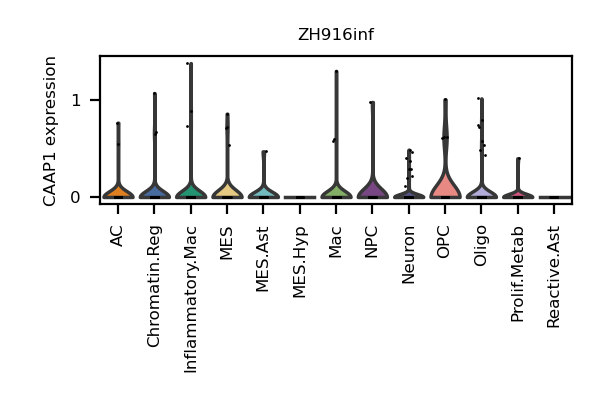 ZH916inf
CAAP1 expression
1
0
AC
Chromatin.Reg
Inflammatory.Mac
MES
MES.Ast
MES.Hyp
Mac
NPC
Neuron
OPC
Oligo
Prolif.Metab
Reactive.Ast